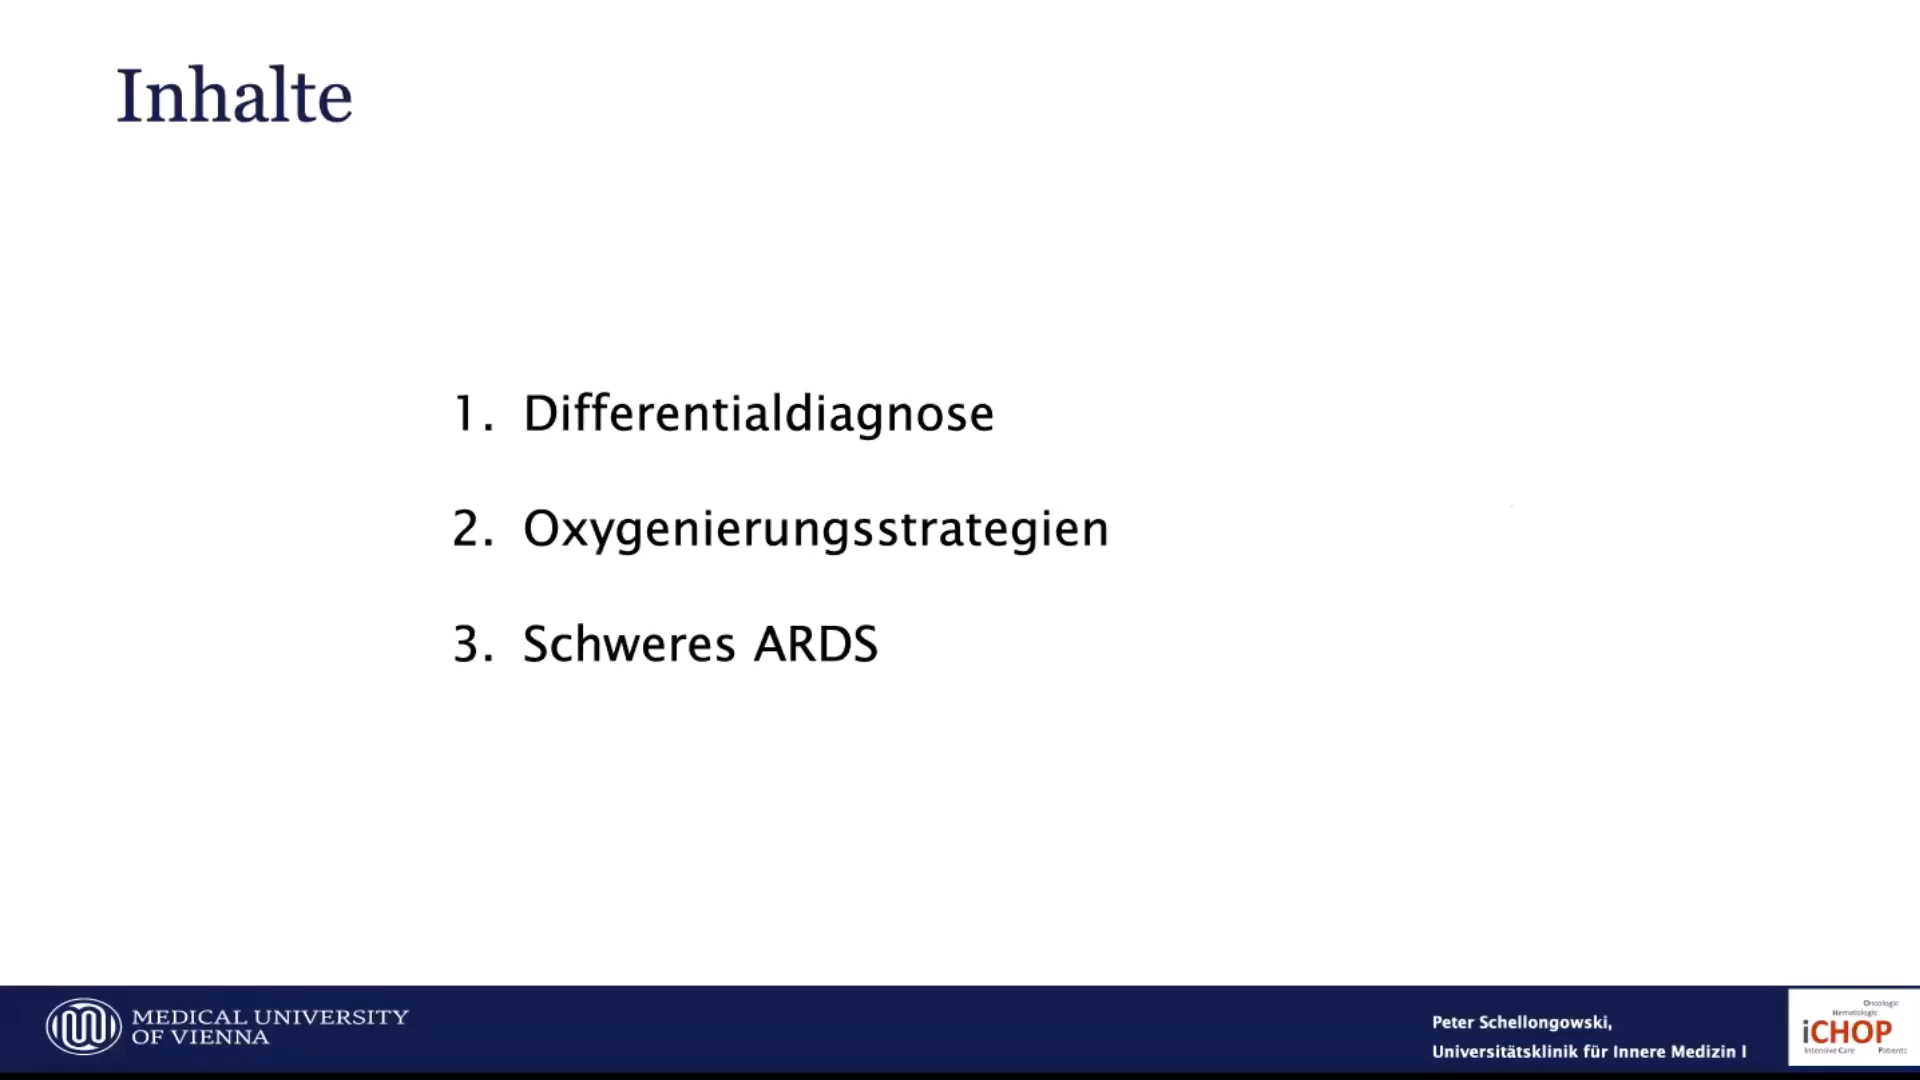 Inhalte
1. Differentialdiagnose
2. Oxygenierungsstrategien
3. Schweres ARDS
MEDICAL UNIVERSITY
OF VIENNA
Peter Schellongowski,
Universitätsklinik für Innere Medizin I
Oncologic
Hematologic
iCHOP
Intensive Care Patients